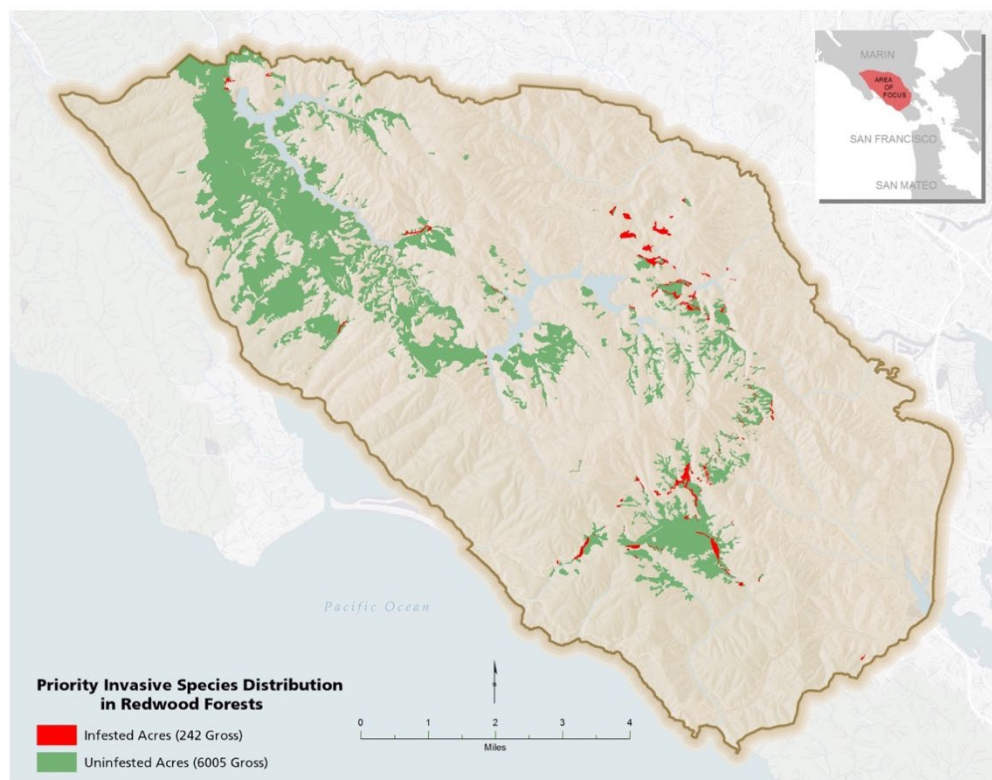 MARIN
AREA
OF
FOCUS
SAN FRANCISCO
SAN MATEO
Pacific Ocean
Priority Invasive Species Distribution
in Redwood Forests
Infested Acres (242 Gross)
Uninfested Acres (6005 Gross)
0 1 2 3 4
Miles